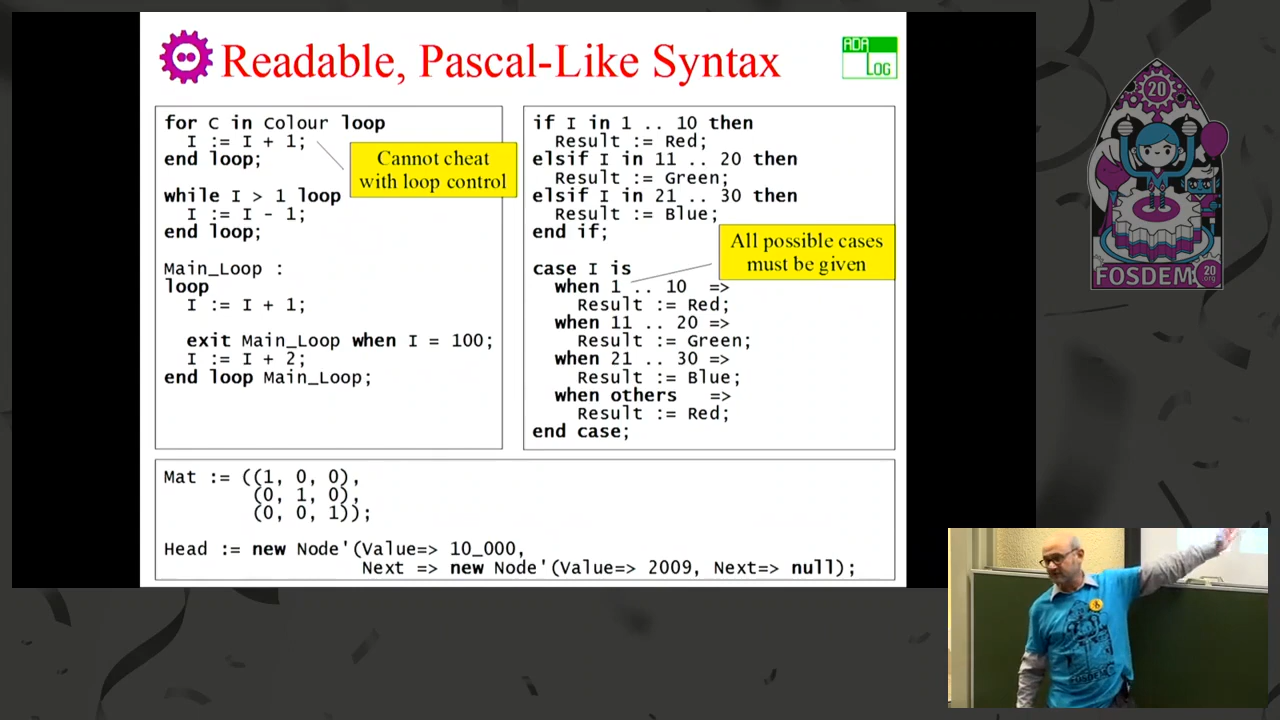 Readable, Pascal-Like Syntax
ADA
LOG
for C in Colour loop
I := I + 1;
end loop;
while I > 1 loop
I := I - 1;
end loop;
Main_Loop :
loop
I := I + 1;
exit Main_Loop when I = 100;
I := I + 2;
end loop Main_Loop;
Cannot cheat
with loop control
if I in 1 .. 10 then
Result := Red;
elsif I in 11 .. 20 then
Result := Green;
elsif I in 21 .. 30 then
Result := Blue;
end if;
case I is
when 1 .. 10 =>
Result := Red;
when 11 .. 20 =>
Result := Green;
when 21 .. 30 =>
Result := Blue;
when others =>
Result := Red;
end case;
All possible cases
must be given
Mat := ((1, 0, 0),
(0, 1, 0),
(0, 0, 1));
Head := new Node'(Value=> 10_000,
Next => new Node'(Value=> 2009, Next=> null);
20
FOSDEM
20
.org
FOSDEM